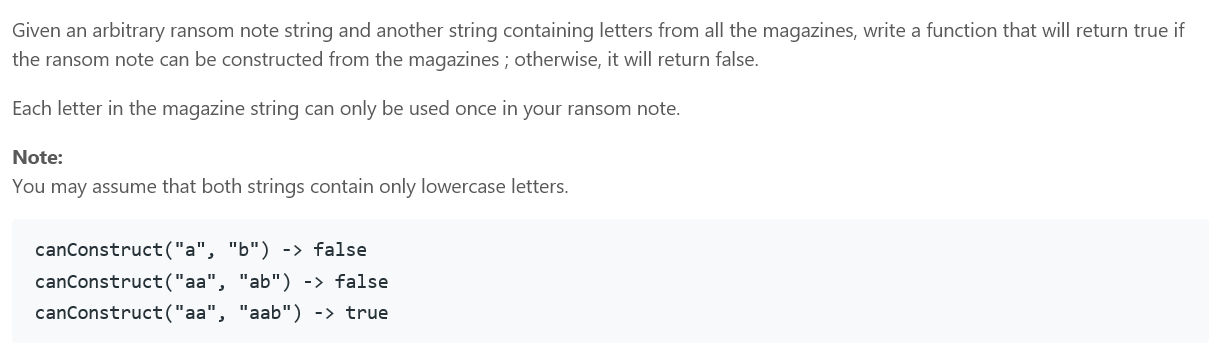 Given an arbitrary ransom note string and another string containing letters from all the magazines, write a function that will return true if
the ransom note can be constructed from the magazines ; otherwise, it will return false.
Each letter in the magazine string can only be used once in your ransom note.
Note:
You may assume that both strings contain only lowercase letters.
canConstruct("a", "b") -> false
canConstruct("aa", "ab") -> false
canConstruct("aa", "aab") -> true